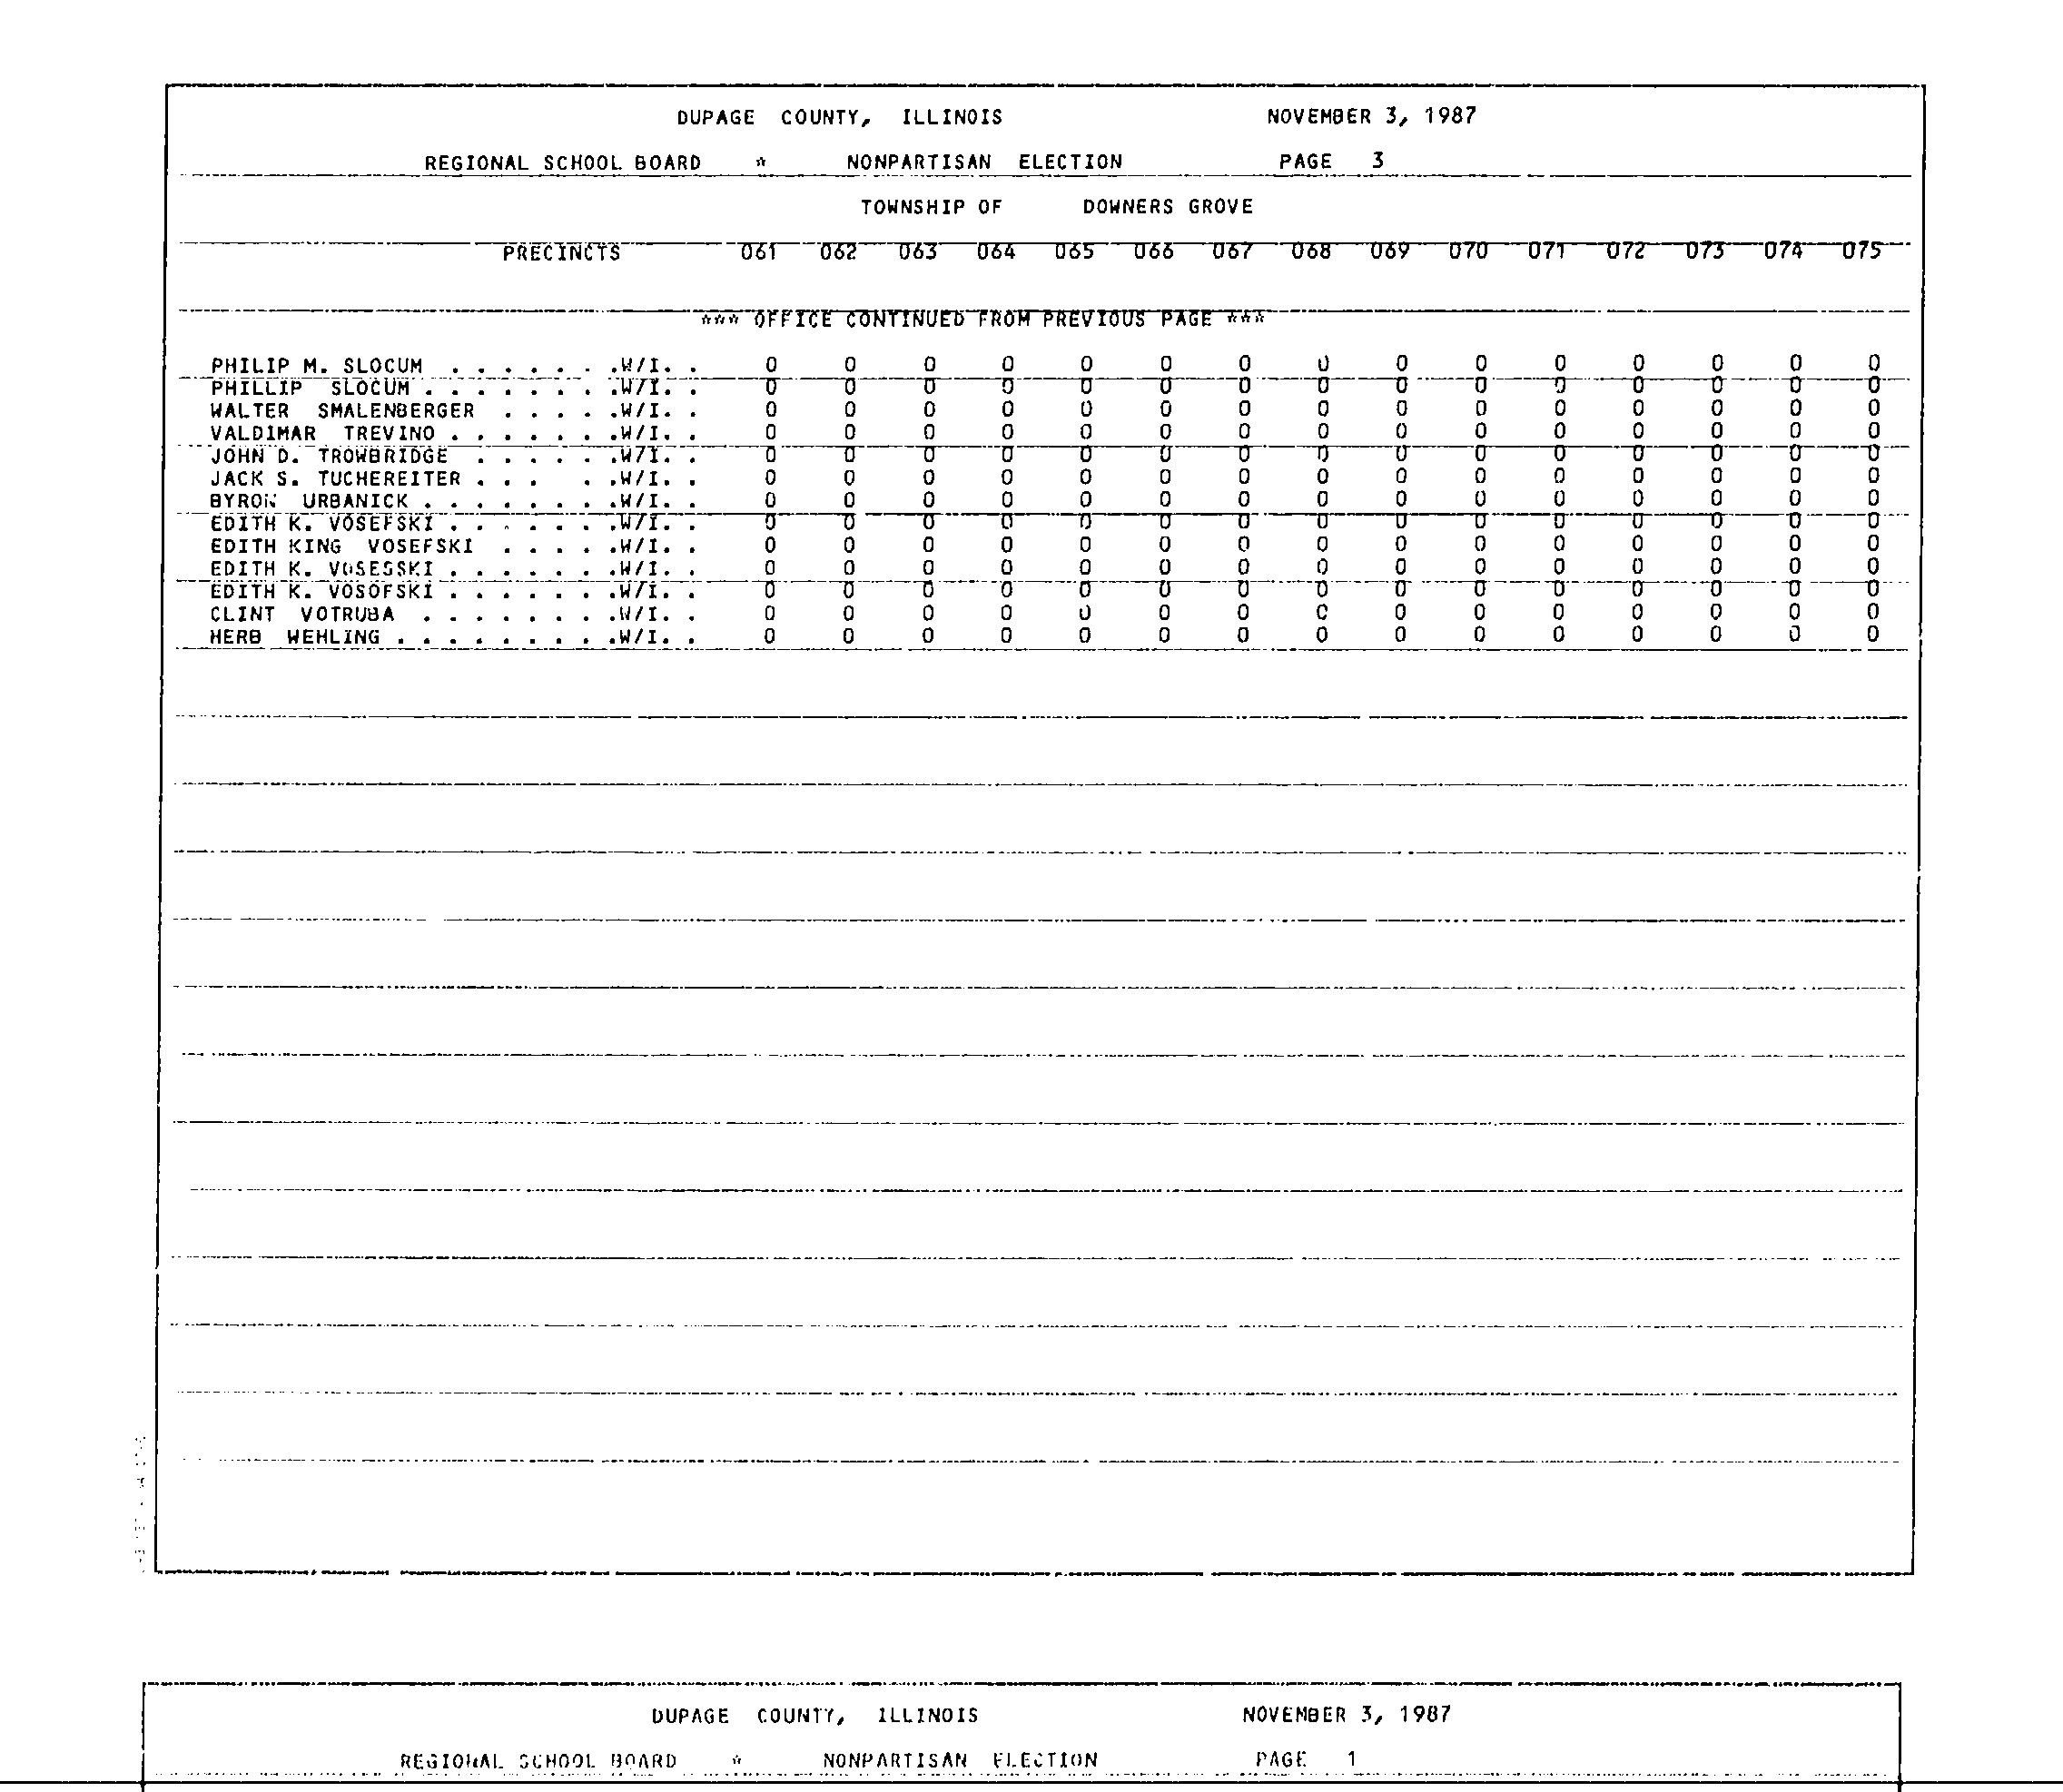 DUPAGE COUNTY, ILLINOIS NOVEMBER 3, 1987
REGIONAL SCHOOL BOARD * NONPARTISAN ELECTION PAGE 3
TOWNSHIP OF DOWNERS GROVE
PRECINCTS 061 062 063 064 065 066 067 068 069 070 071 072 073 074 075
*** OFFICE CONTINUED FROM PREVIOUS PAGE ***
PHILIP M. SLOCUM . . . . . . .W/I. . 0 0 0 0 0 0 0 0 0 0 0 0 0 0 0
PHILLIP SLOCUM . . . . . . . .W/I. . 0 0 0 0 0 0 0 0 0 0 0 0 0 0 0
WALTER SMALENBERGER . . . . .W/I. . 0 0 0 0 0 0 0 0 0 0 0 0 0 0 0
VALDIMAR TREVINO . . . . . . .W/I. . 0 0 0 0 0 0 0 0 0 0 0 0 0 0 0
JOHN D. TROWBRIDGE . . . . . .W/I. . 0 0 0 0 0 0 0 0 0 0 0 0 0 0 0
JACK S. TUCHEREITER . . . . .W/I. . 0 0 0 0 0 0 0 0 0 0 0 0 0 0 0
BYRON URBANICK . . . . . . . .W/I. . 0 0 0 0 0 0 0 0 0 0 0 0 0 0 0
EDITH K. VOSEFSKI . . . . . . .W/I. . 0 0 0 0 0 0 0 0 0 0 0 0 0 0 0
EDITH KING VOSEFSKI . . . . .W/I. . 0 0 0 0 0 0 0 0 0 0 0 0 0 0 0
EDITH K. VOSEGSKI . . . . . . .W/I. . 0 0 0 0 0 0 0 0 0 0 0 0 0 0 0
EDITH K. VOSOFSKI . . . . . . .W/I. . 0 0 0 0 0 0 0 0 0 0 0 0 0 0 0
CLINT VOTRUBA . . . . . . . .W/I. . 0 0 0 0 0 0 0 0 0 0 0 0 0 0 0
HERB WEHLING . . . . . . . . .W/I. . 0 0 0 0 0 0 0 0 0 0 0 0 0 0 0
DUPAGE COUNTY, ILLINOIS NOVEMBER 3, 1987
REGIONAL SCHOOL BOARD * NONPARTISAN ELECTION PAGE 1